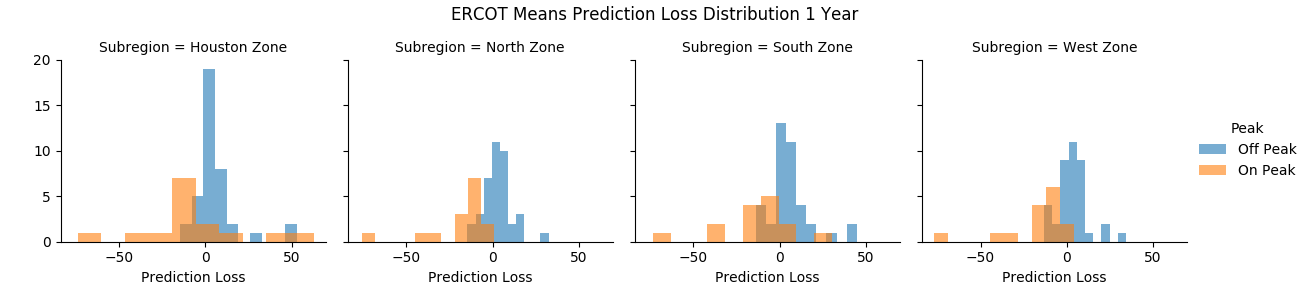 ERCOT Means Prediction Loss Distribution 1 Year
Subregion = Houston Zone
Subregion = North Zone
Subregion = South Zone
Subregion = West Zone
20
15
10
5
0
−50 0 50
−50 0 50
−50 0 50
−50 0 50
Prediction Loss
Prediction Loss
Prediction Loss
Prediction Loss
Peak
Off Peak
On Peak